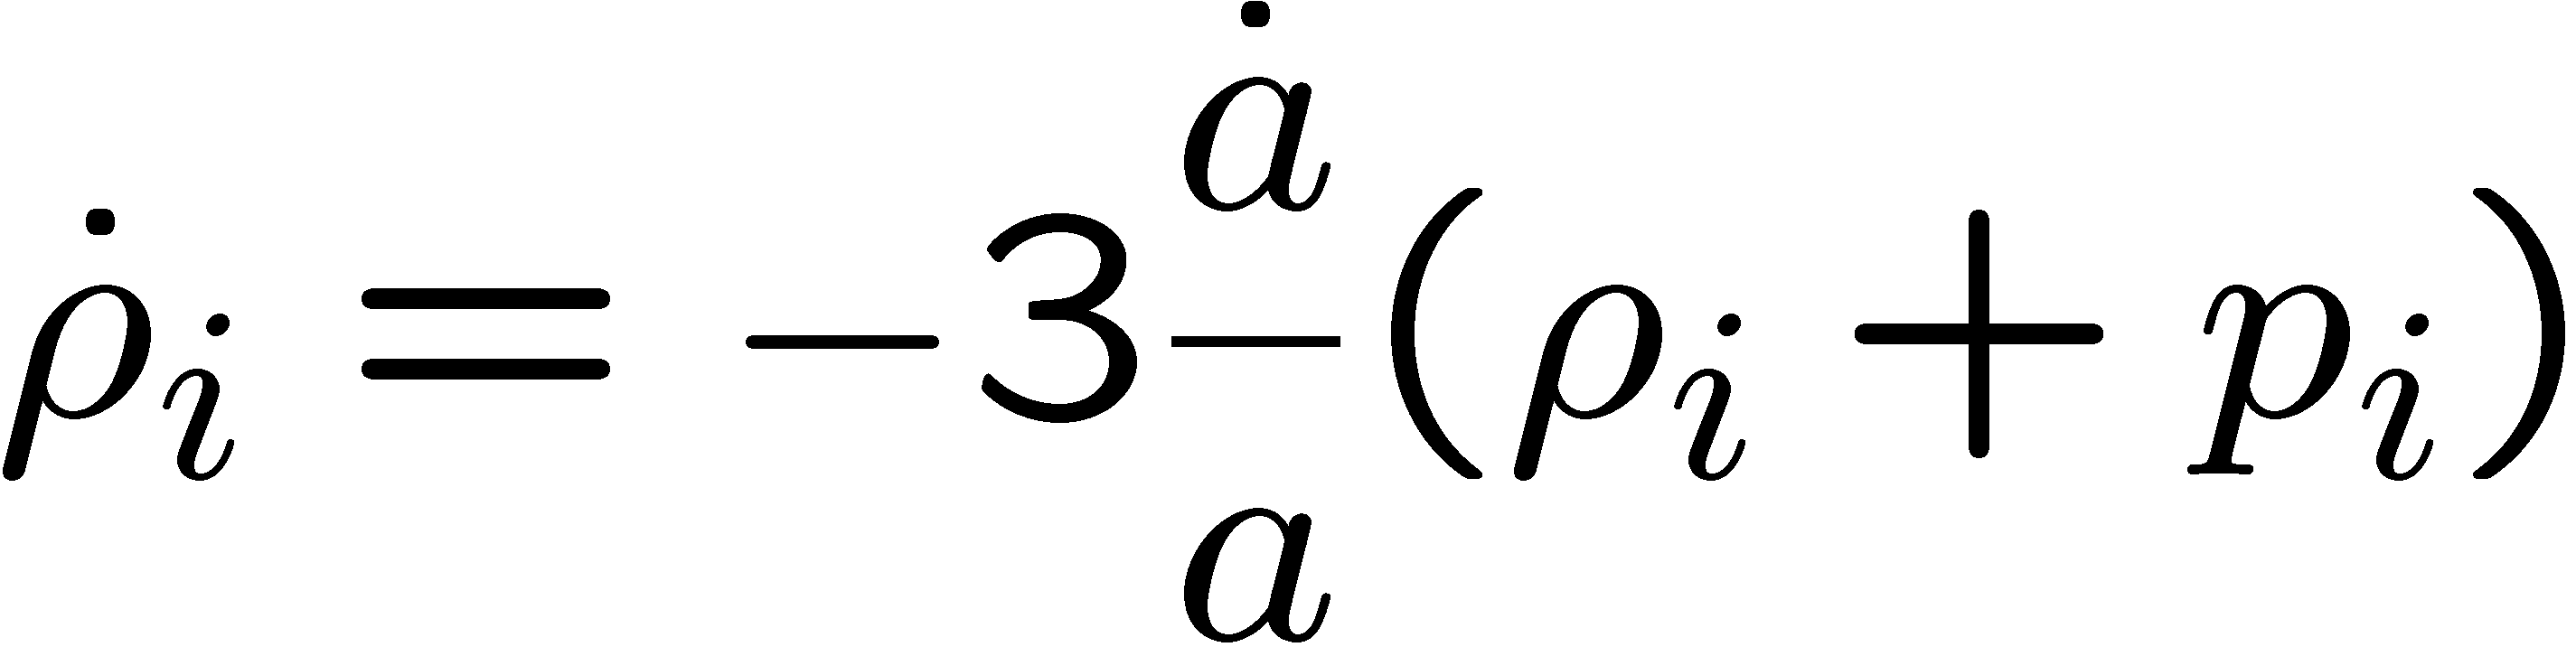 ρ̇ᵢ = −3 ȧ/a (ρᵢ + pᵢ)